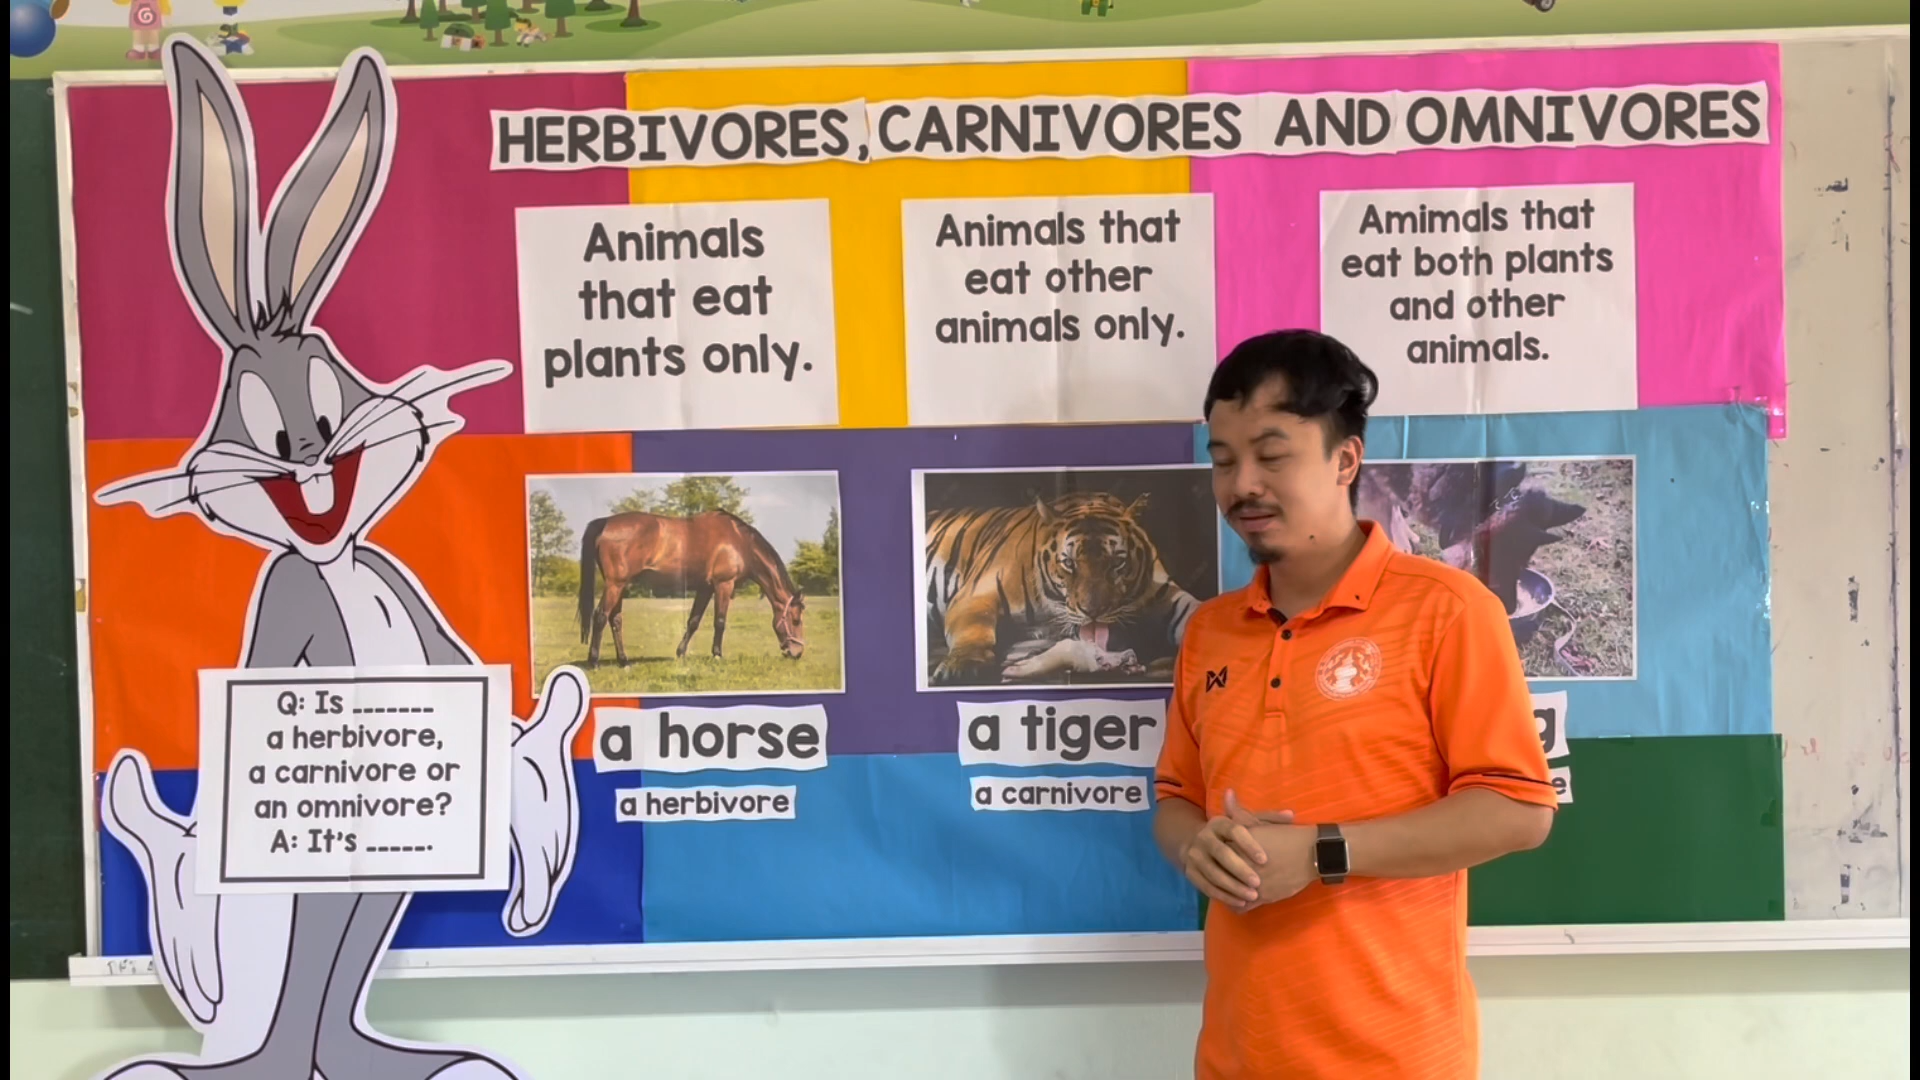 HERBIVORES, CARNIVORES AND OMNIVORES
Animals
that eat
plants only.
Animals that
eat other
animals only.
Amimals that
eat both plants
and other
animals.
a horse
a herbivore
a tiger
a carnivore
Q: Is _______
a herbivore,
a carnivore or
an omnivore?
A: It's _____.